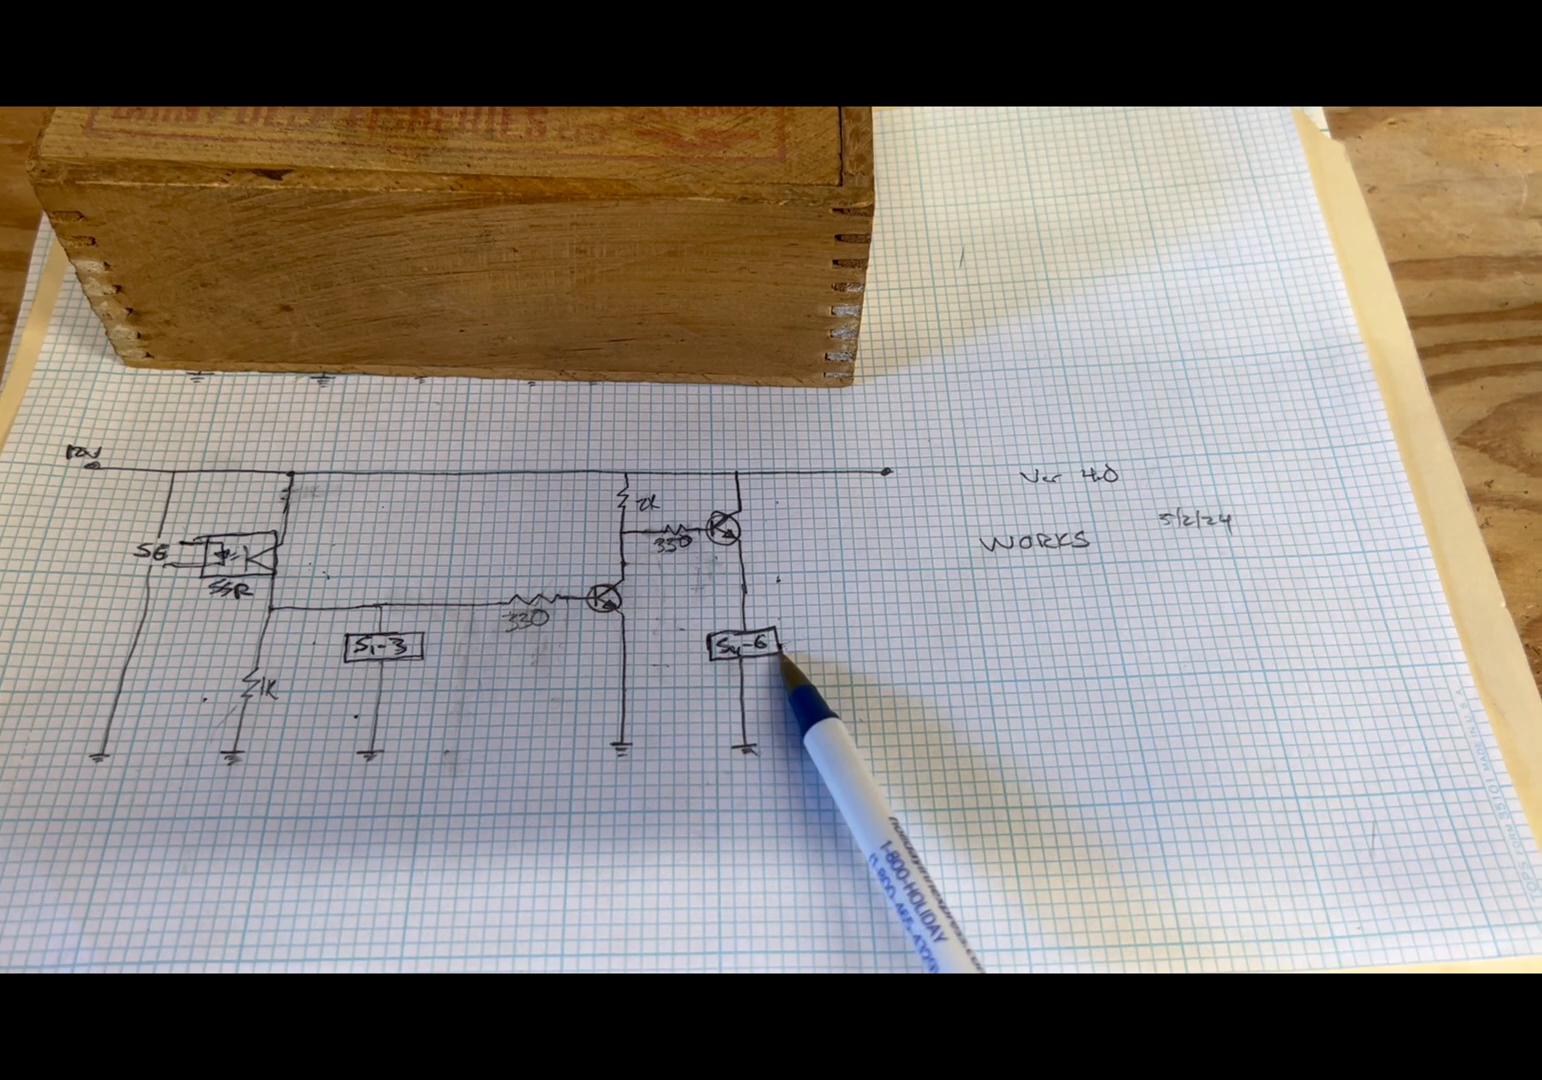 12V
Ver 4.0
2K
5/2/24
330
WORKS
SG
SSR
330
S1-3
S4-6
1K
1-800-HOLIDAY